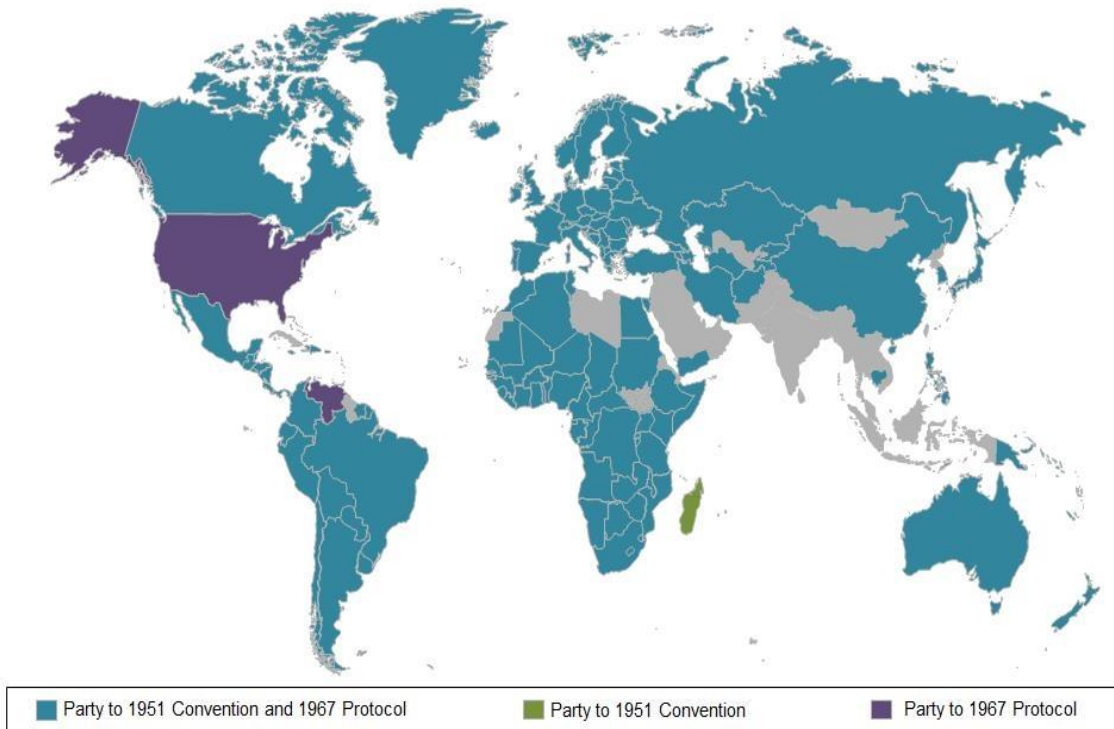 Party to 1951 Convention and 1967 Protocol
Party to 1951 Convention
Party to 1967 Protocol